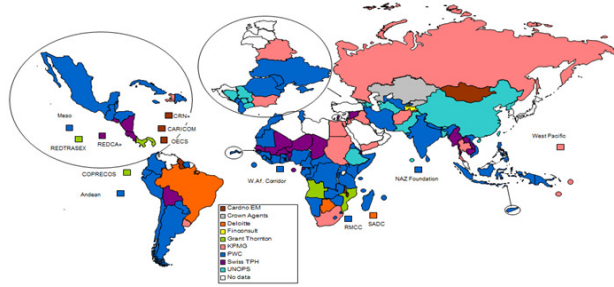 CRN+
Meso
CARICOM
REDTRASEX
REDCA+
OECS
West Pacific
COPRECOS
W.Af. Corridor
NAZ Foundation
Andean
Cardno EM
Crown Agents
Deloitte
Finconsult
Grant Thornton
KPMG
PWC
Swiss TPH
UNOPS
No data
RMCC
SADC